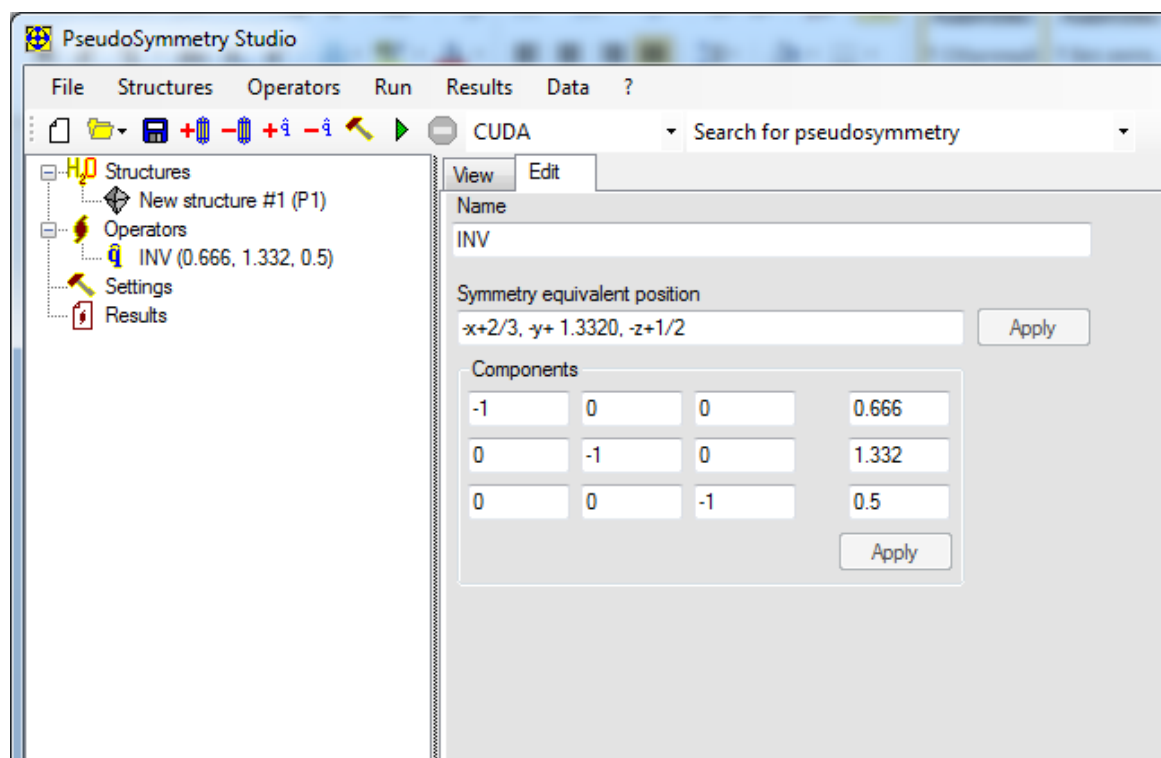 PseudoSymmetry Studio
File Structures Operators Run Results Data ?
CUDA Search for pseudosymmetry
H2O Structures
New structure #1 (P1)
Operators
q̂ INV (0.666, 1.332, 0.5)
Settings
Results
View Edit
Name
INV
Symmetry equivalent position
-x+2/3, -y+ 1.3320, -z+1/2 Apply
Components
-1 0 0 0.666
0 -1 0 1.332
0 0 -1 0.5
Apply